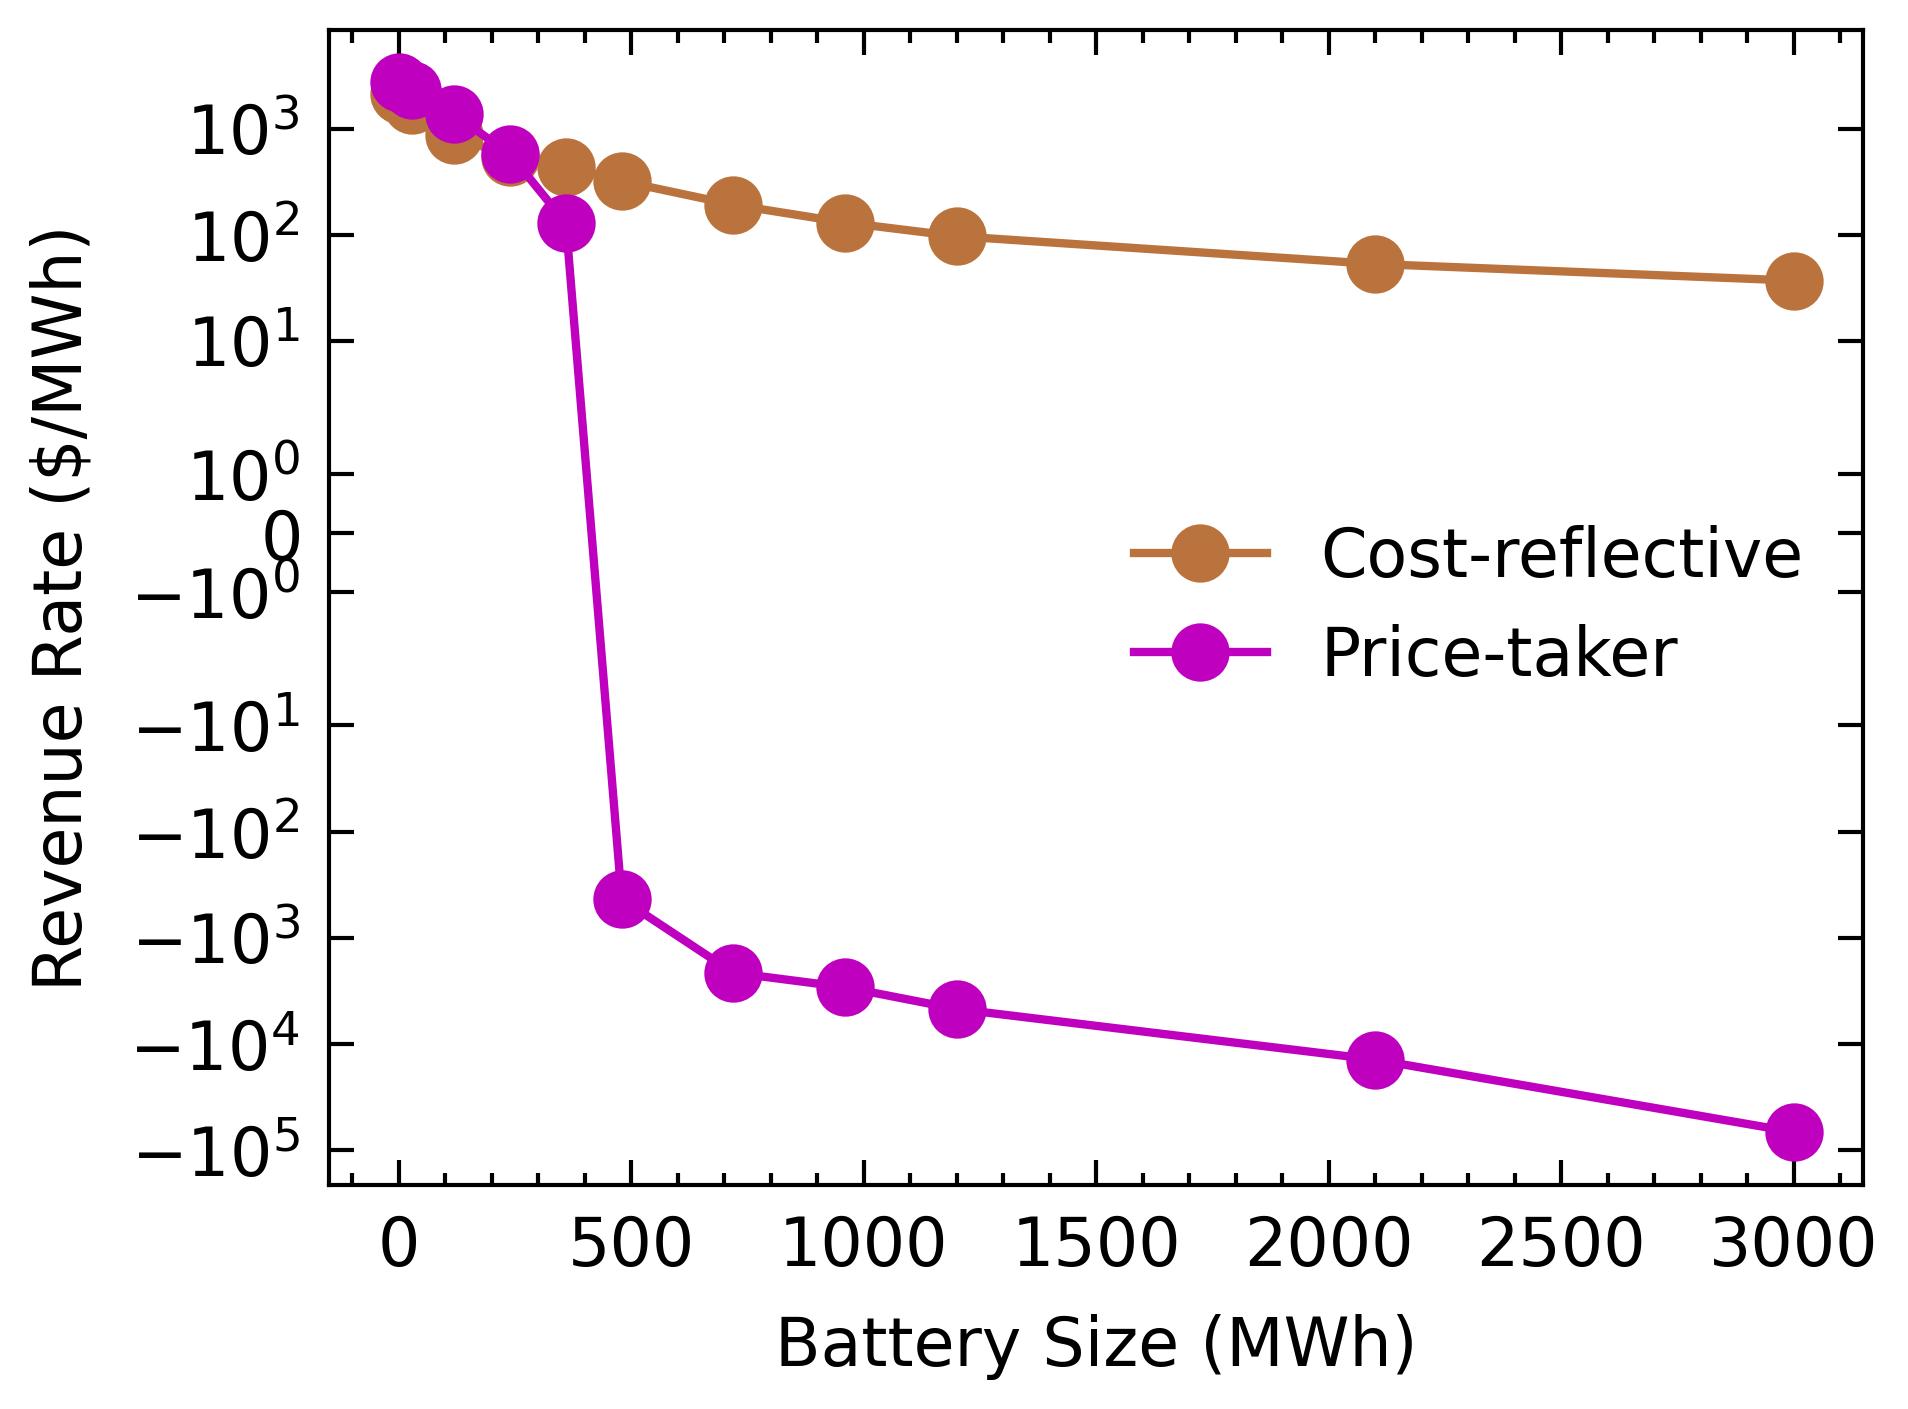 10³
10²
10¹
10⁰
0
−10⁰
−10¹
−10²
−10³
−10⁴
−10⁵
Revenue Rate ($/MWh)
Cost-reflective
Price-taker
0 500 1000 1500 2000 2500 3000
Battery Size (MWh)